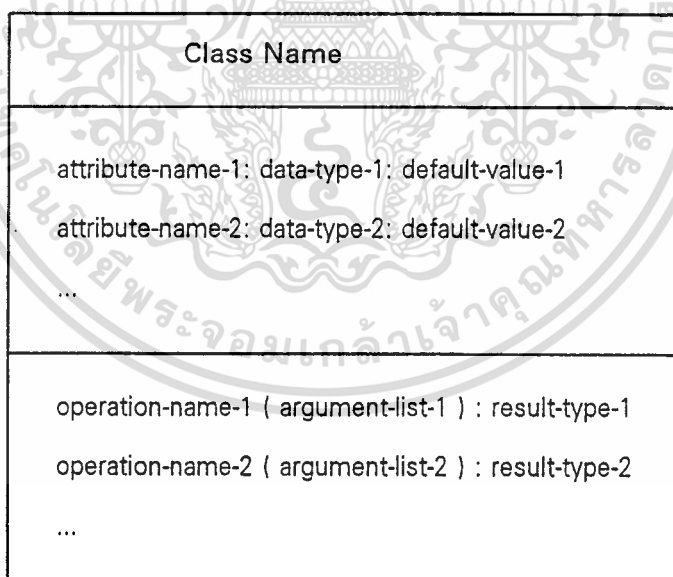 Class Name
attribute-name-1: data-type-1: default-value-1
attribute-name-2: data-type-2: default-value-2
...
operation-name-1 ( argument-list-1 ) : result-type-1
operation-name-2 ( argument-list-2 ) : result-type-2
...